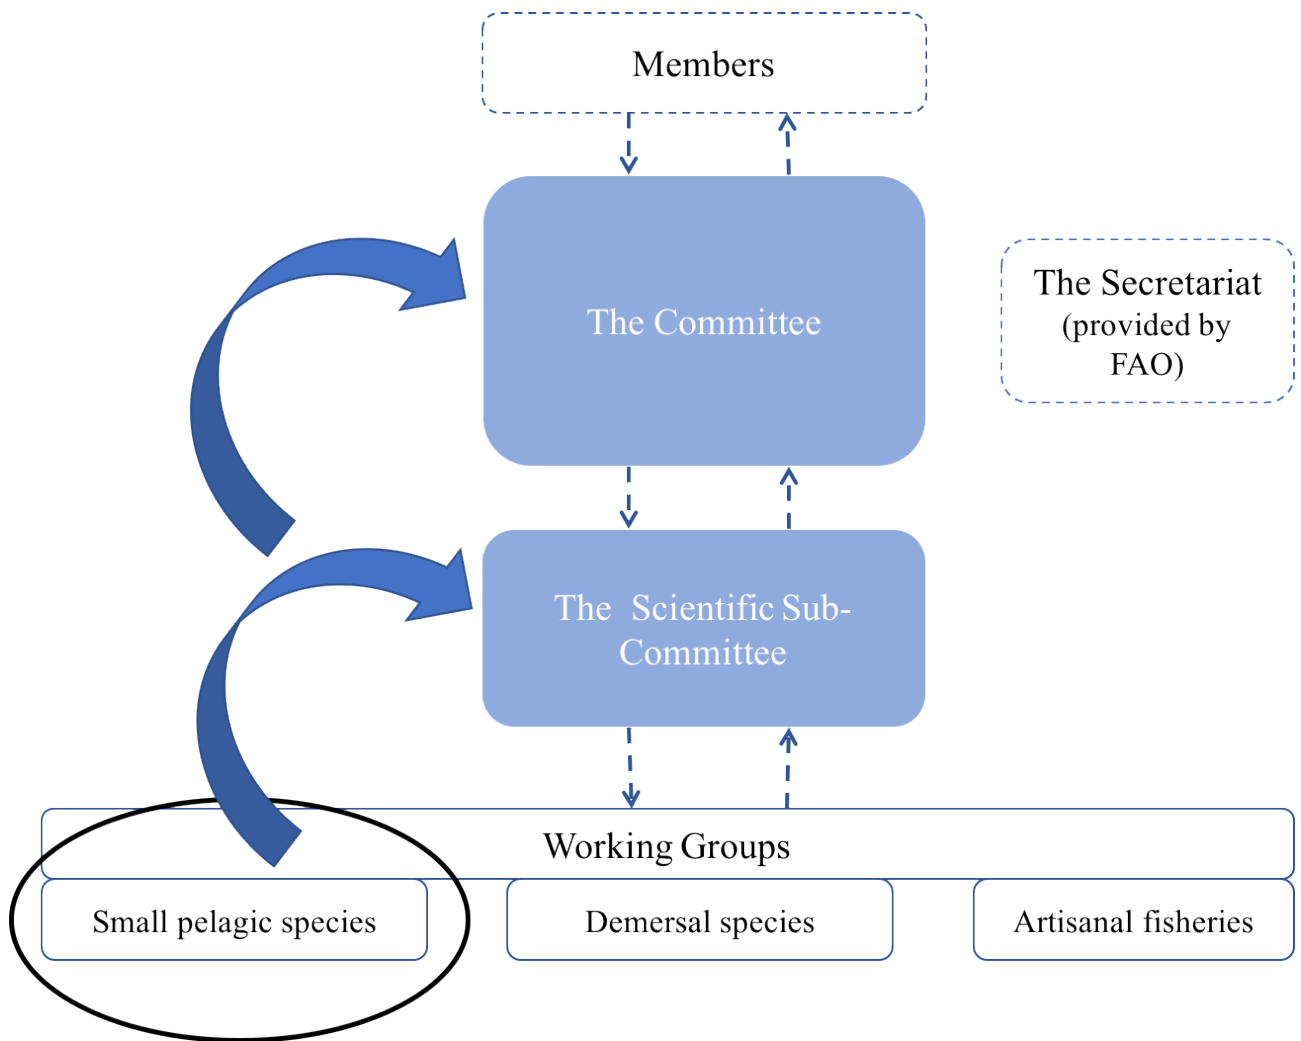 Members
The Committee
The Secretariat
(provided by
FAO)
The Scientific Sub-
Committee
Working Groups
Small pelagic species
Demersal species
Artisanal fisheries